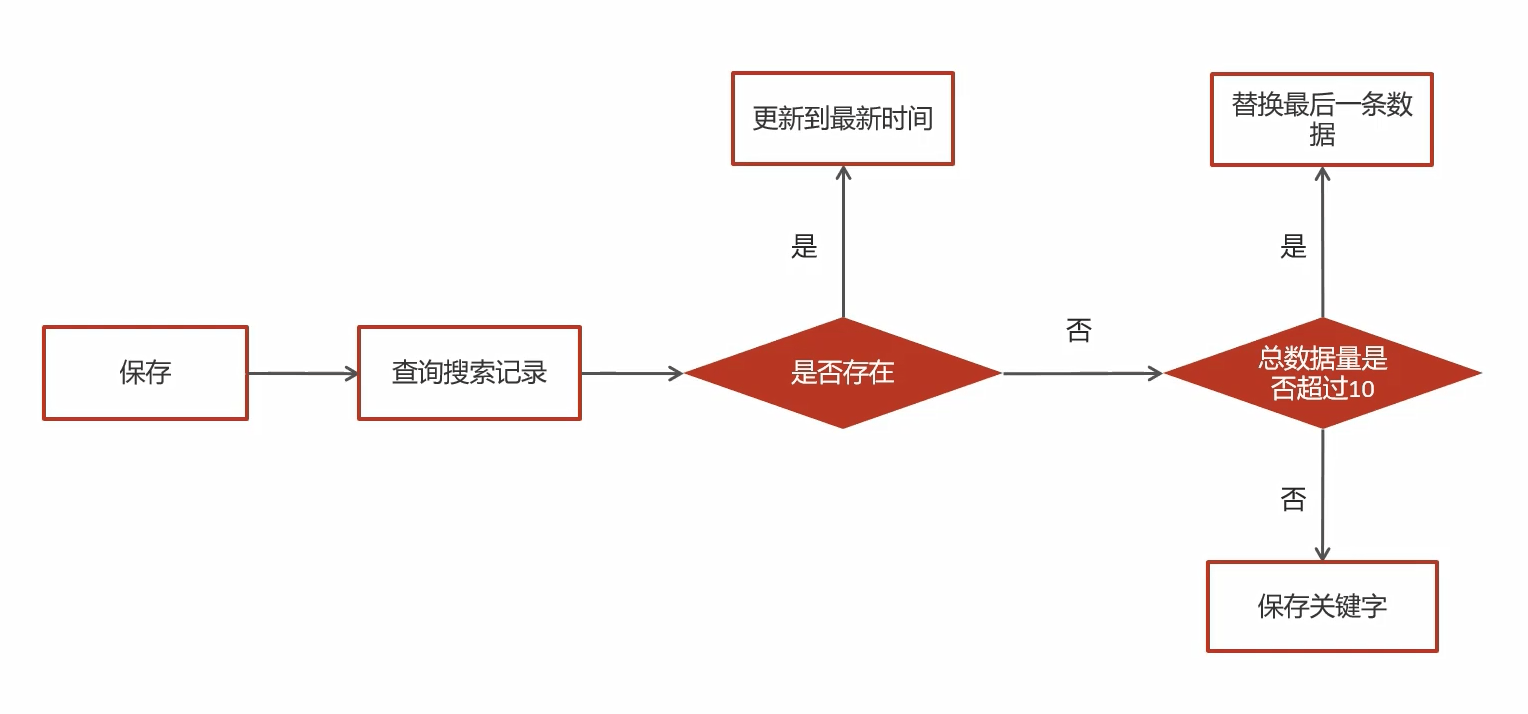 更新到最新时间
替换最后一条数
据
是
是
保存
查询搜索记录
是否存在
否
总数据量是
否超过10
否
保存关键字